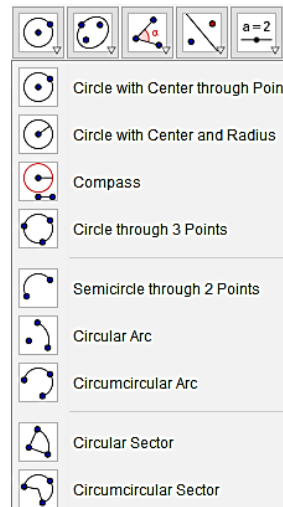 α
a=2
Circle with Center through Poin
Circle with Center and Radius
Compass
Circle through 3 Points
Semicircle through 2 Points
Circular Arc
Circumcircular Arc
Circular Sector
Circumcircular Sector